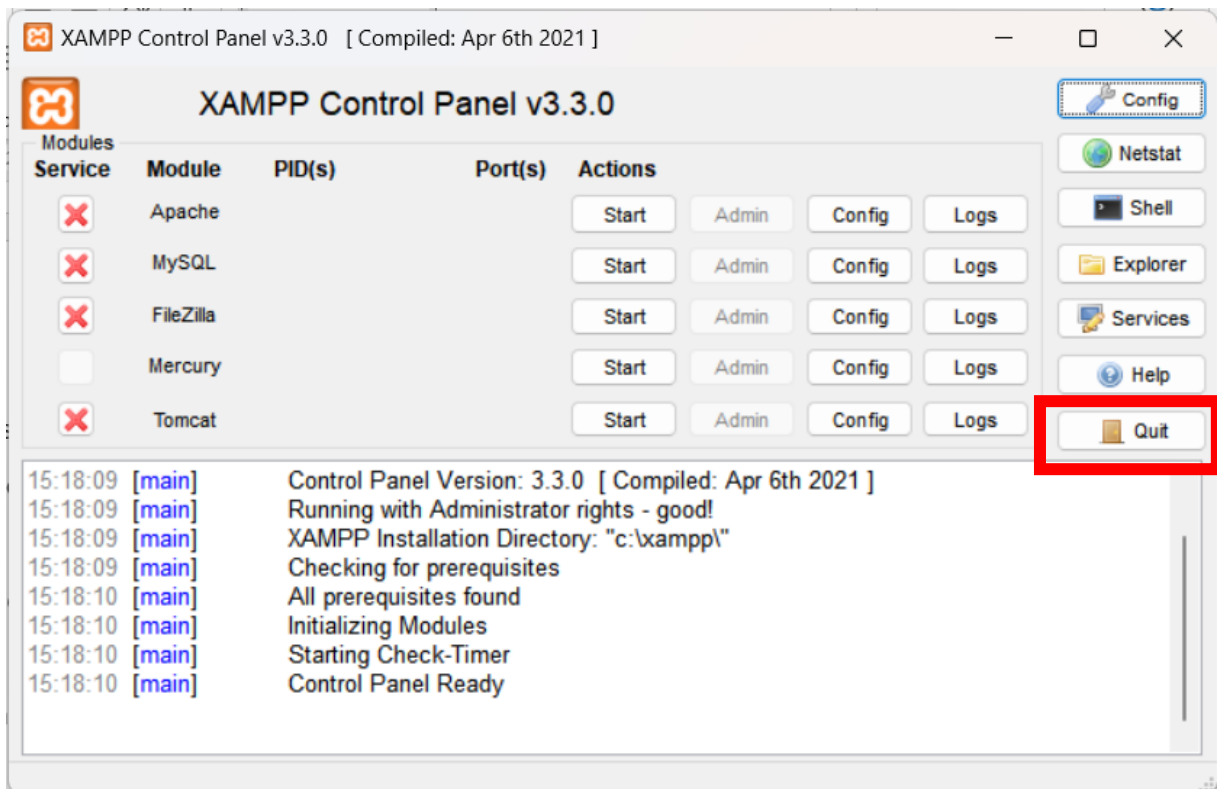 XAMPP Control Panel v3.3.0 [ Compiled: Apr 6th 2021 ]
XAMPP Control Panel v3.3.0
Config
Modules
Netstat
Service Module PID(s) Port(s) Actions
Apache Start Admin Config Logs
Shell
MySQL Start Admin Config Logs
Explorer
FileZilla Start Admin Config Logs
Services
Mercury Start Admin Config Logs
Help
Tomcat Start Admin Config Logs
Quit
15:18:09 [main] Control Panel Version: 3.3.0 [ Compiled: Apr 6th 2021 ]
15:18:09 [main] Running with Administrator rights - good!
15:18:09 [main] XAMPP Installation Directory: "c:\xampp\"
15:18:09 [main] Checking for prerequisites
15:18:10 [main] All prerequisites found
15:18:10 [main] Initializing Modules
15:18:10 [main] Starting Check-Timer
15:18:10 [main] Control Panel Ready